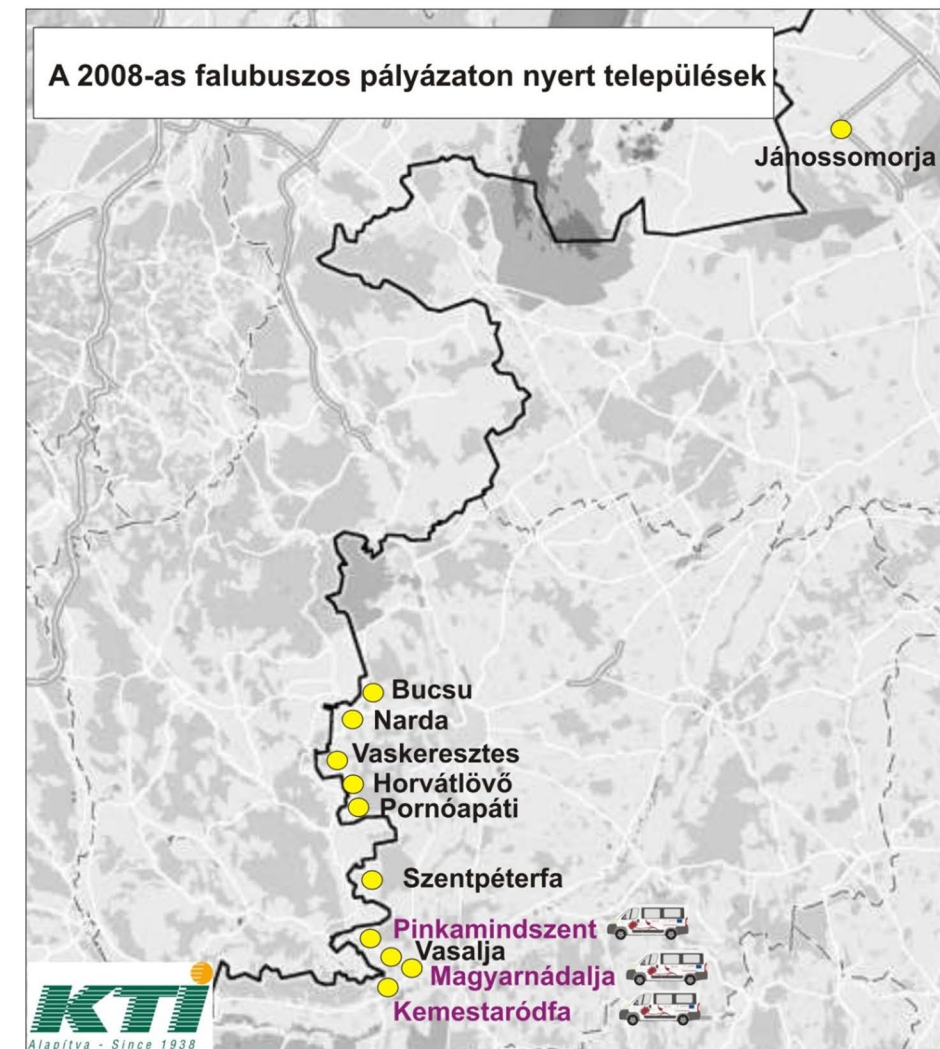 A 2008-as falubuszos pályázaton nyert települések
Jánossomorja
Bucsu
Narda
Vaskeresztes
Horvátlövő
Pornóapáti
Szentpéterfa
Pinkamindszent
Vasalja
Magyarnádalja
Kemestaródfa
KTI
Alapítva - Since 1938